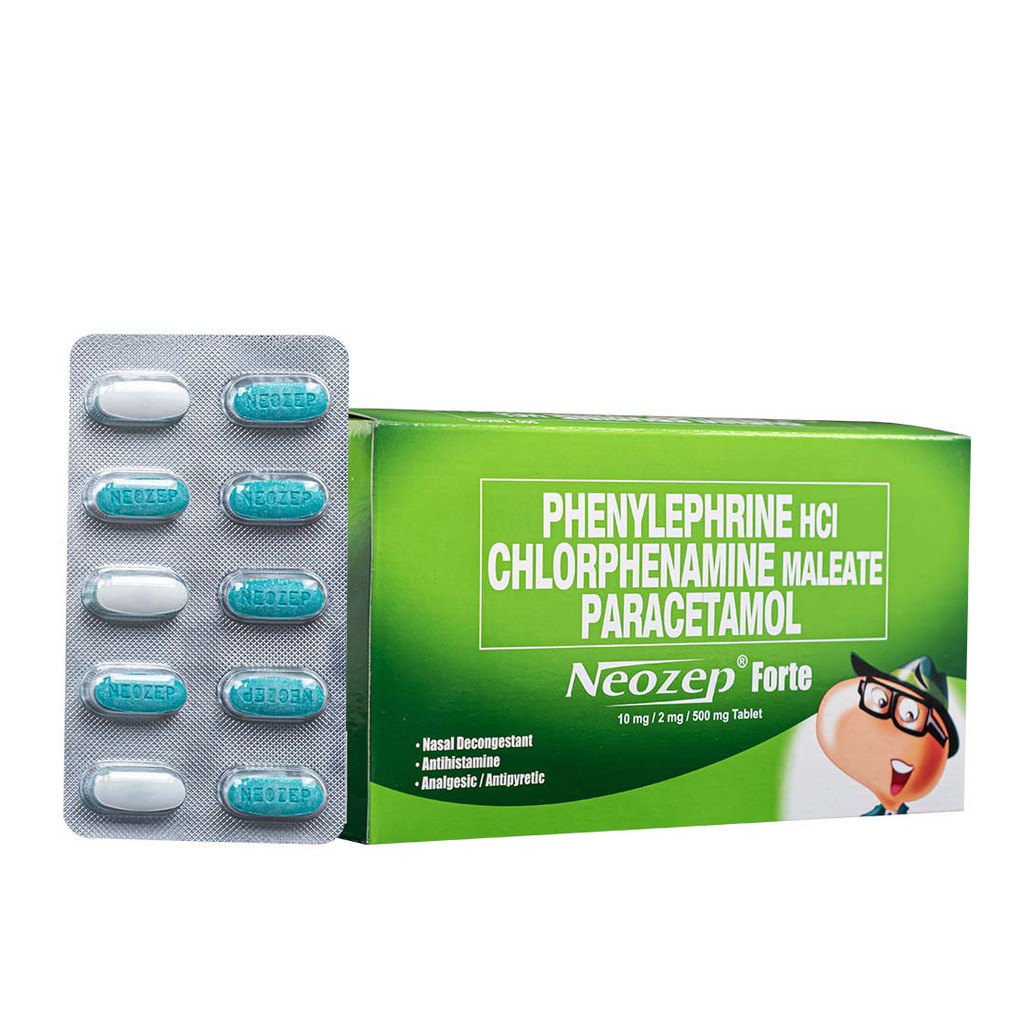 NEOZEP
NEOZEP
NEOZEP
NEOZEP
NEOZEP
NEOZEP
NEOZEP
PHENYLEPHRINE HCl
CHLORPHENAMINE MALEATE
PARACETAMOL
Neozep® Forte
10 mg / 2 mg / 500 mg Tablet
• Nasal Decongestant
• Antihistamine
• Analgesic / Antipyretic